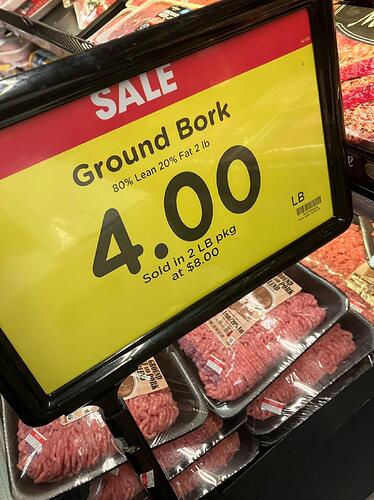 SALE
Ground Bork
80% Lean 20% Fat 2 lb
4.00
LB
Sold in 2 LB pkg
at $8.00